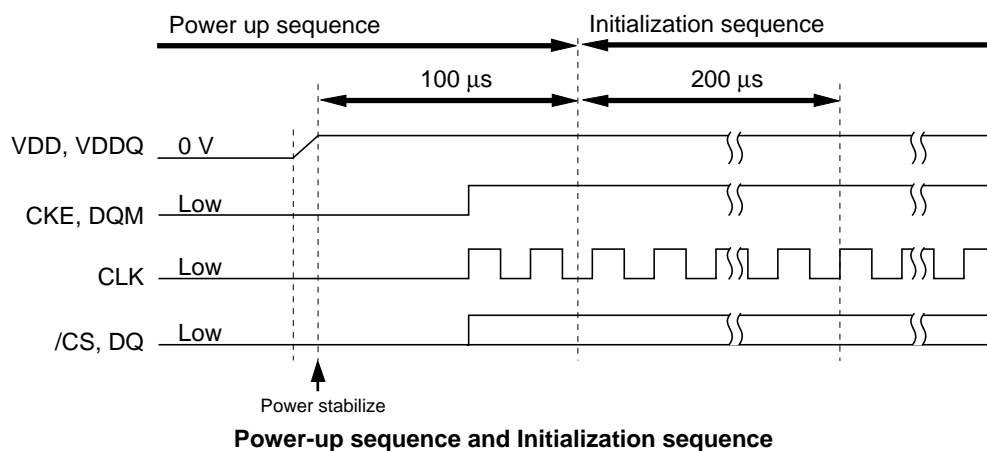 Power up sequence
Initialization sequence
100 μs
200 μs
VDD, VDDQ
0 V
CKE, DQM
Low
CLK
Low
/CS, DQ
Low
Power stabilize
Power-up sequence and Initialization sequence